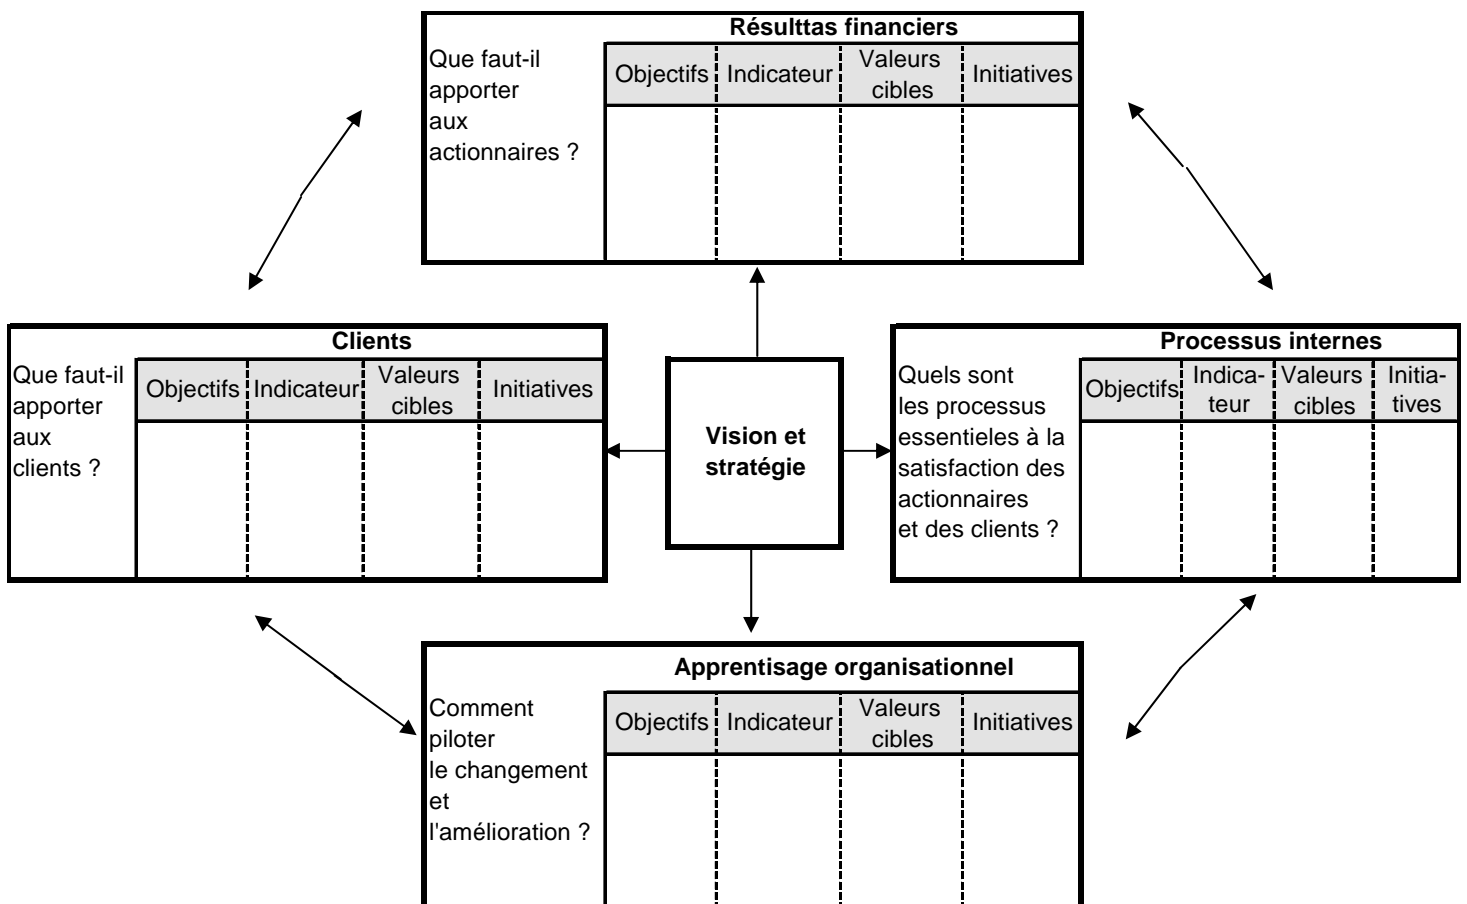 Résulttas financiers
Que faut-il
apporter
aux
actionnaires ?
Objectifs Indicateur Valeurs
cibles Initiatives
Clients
Que faut-il
apporter
aux
clients ?
Objectifs Indicateur Valeurs
cibles Initiatives
Vision et
stratégie
Processus internes
Quels sont
les processus
essentieles à la
satisfaction des
actionnaires
et des clients ?
Objectifs Indica-
teur Valeurs
cibles Initia-
tives
Apprentisage organisationnel
Comment
piloter
le changement
et
l'amélioration ?
Objectifs Indicateur Valeurs
cibles Initiatives